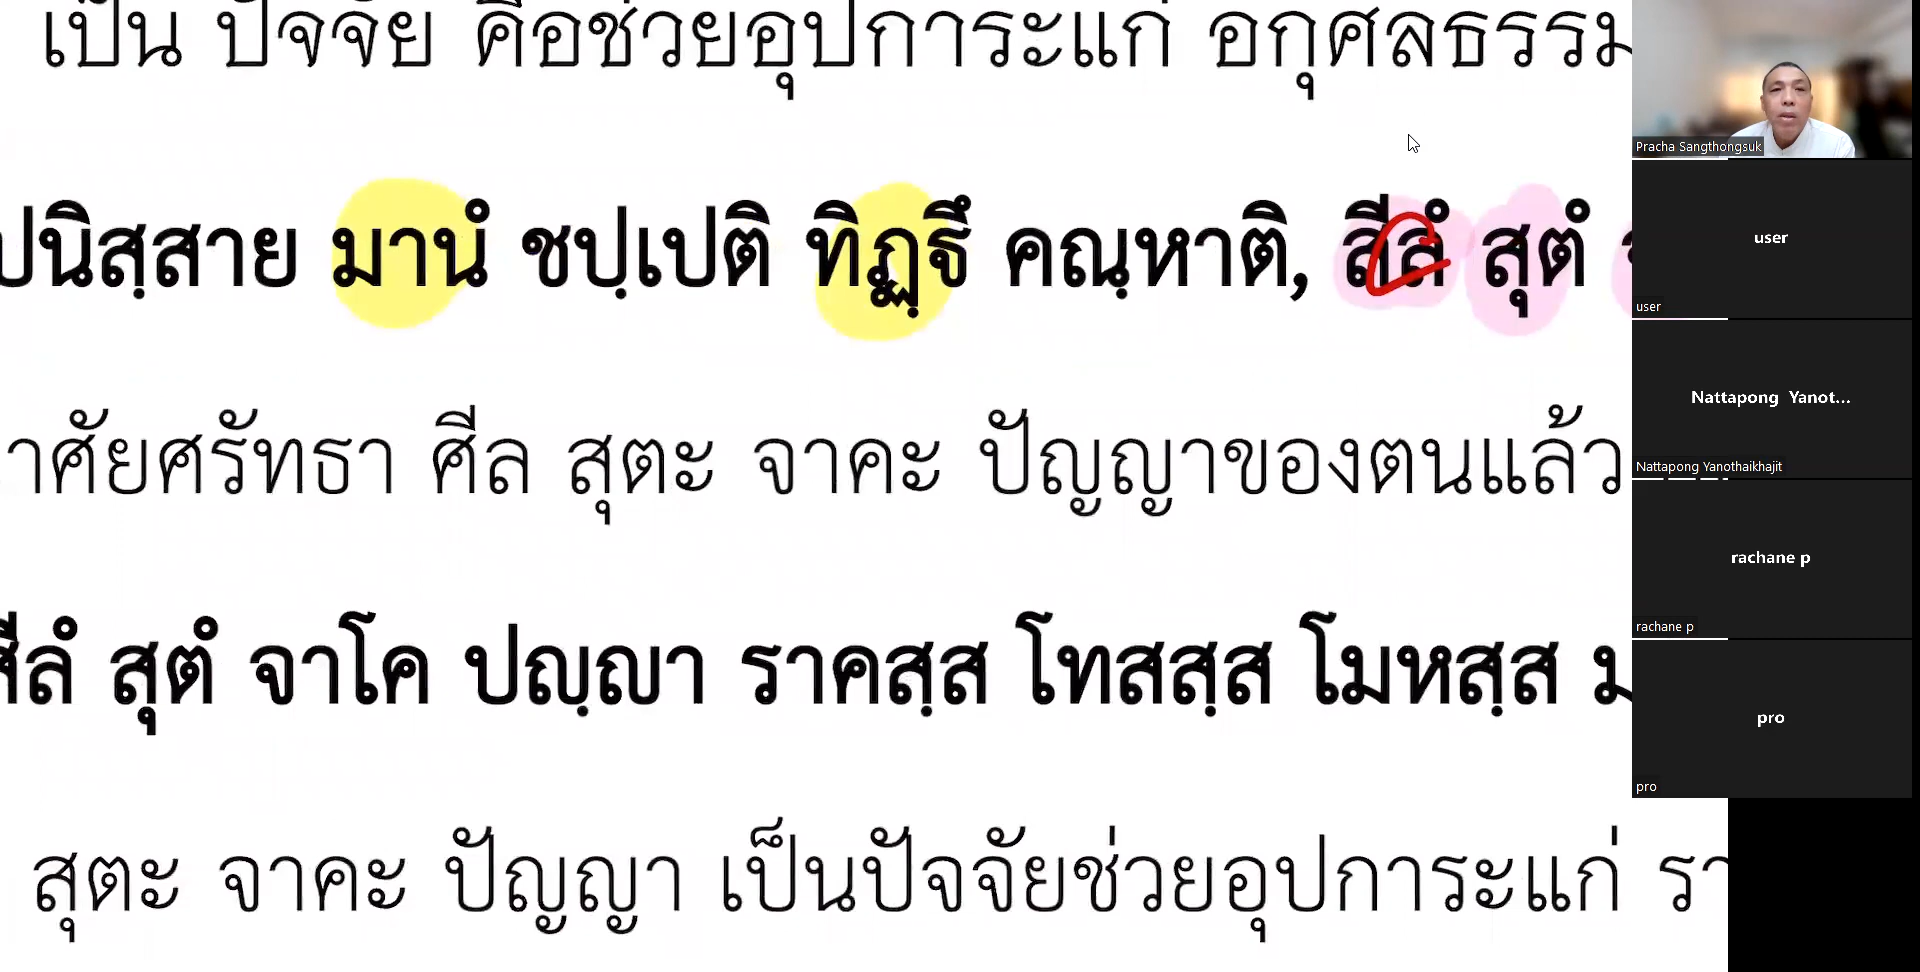 เป็น ปัจจัย คือช่วยอุปการะแก่ อกุศลธรรม
ปนิสฺสาย มานํ ชปฺเปติ ทิฏฺฐึ คณฺหาติ, สีลํ สุตํ
าศัยศรัทธา ศีล สุตะ จาคะ ปัญญาของตนแล้ว
สีลํ สุตํ จาโค ปญฺญา ราคสฺส โทสสฺส โมหสฺส ม
สุตะ จาคะ ปัญญา เป็นปัจจัยช่วยอุปการะแก่ รา
Pracha Sangthongsuk
user
user
Nattapong Yanot...
Nattapong Yanothaikhajit
rachane p
rachane p
pro
pro